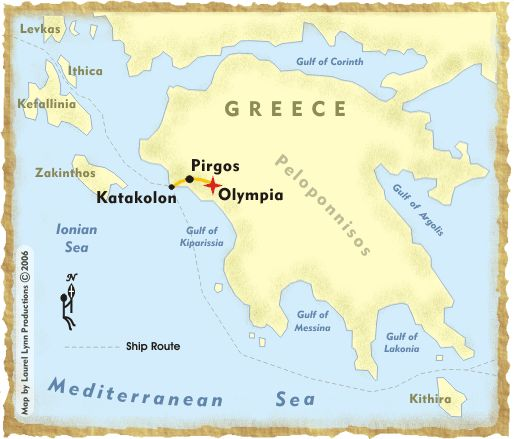 Levkas
Ithica
Gulf of Corinth
Kefallinia
GREECE
Pirgos
Zakinthos
Olympia
Katakolon
Peloponnisos
Gulf of Argolis
Ionian
Sea
Gulf of
Kiparissia
N
Gulf of
Messina
Gulf of
Lakonia
Ship Route
Mediterranean Sea
Kithira
Map by Laurel Lynn Productions ©2006